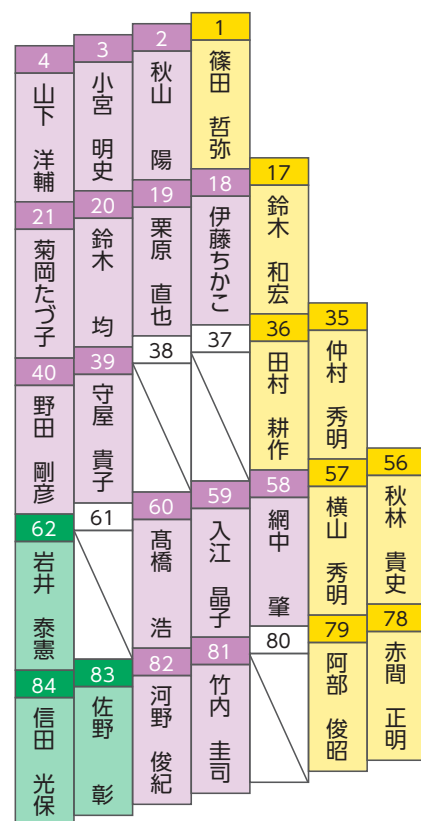 1
篠田 哲弥
2
秋山 陽
3
小宮 明史
4
山下 洋輔
17
鈴木 和宏
18
伊藤ちかこ
19
栗原 直也
20
鈴木 均
21
菊岡たづ子
35
仲村 秀明
36
田村 耕作
37
38
39
守屋 貴子
40
野田 剛彦
56
秋林 貴史
57
横山 秀明
58
網中 肇
59
入江 晶子
60
髙橋 浩
61
62
岩井 泰憲
78
赤間 正明
79
阿部 俊昭
80
81
竹内 圭司
82
河野 俊紀
83
佐野 彰
84
信田 光保